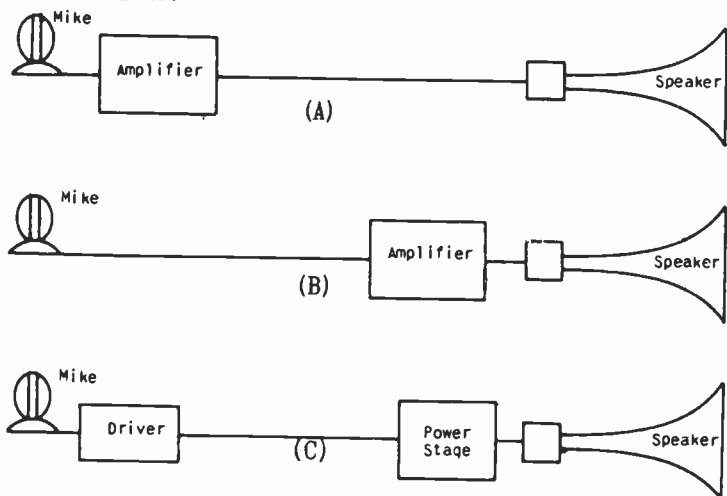 Mike
Amplifier
Speaker
(A)
Mike
Amplifier
Speaker
(B)
Mike
Driver
Power
Stage
Speaker
(C)